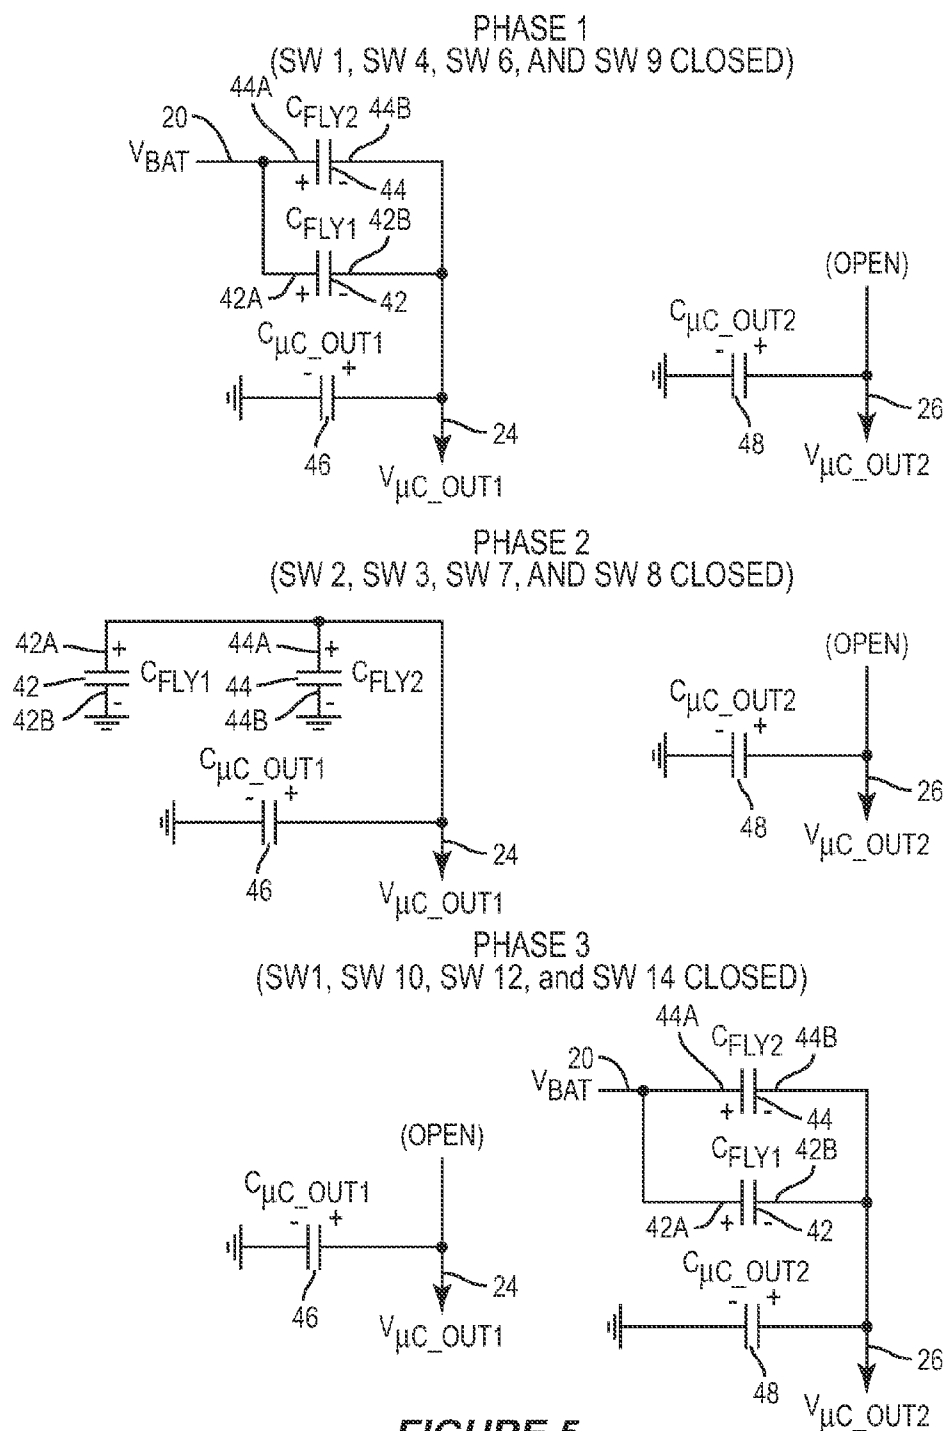 PHASE 1
(SW 1, SW 4, SW 6, AND SW 9 CLOSED)
44A
CFLY2
44B
20
VBAT
+
-
44
CFLY1
42B
42A
+
-
42
(OPEN)
CµC_OUT1
-
+
46
24
VµC_OUT1
CµC_OUT2
-
+
48
26
VµC_OUT2
PHASE 2
(SW 2, SW 3, SW 7, AND SW 8 CLOSED)
42A
+
42
CFLY1
42B
-
44A
+
44
CFLY2
44B
-
CµC_OUT1
-
+
46
24
VµC_OUT1
(OPEN)
CµC_OUT2
-
+
48
26
VµC_OUT2
PHASE 3
(SW1, SW 10, SW 12, and SW 14 CLOSED)
(OPEN)
CµC_OUT1
-
+
46
24
VµC_OUT1
44A
CFLY2
44B
20
VBAT
+
-
44
CFLY1
42B
42A
+
-
42
CµC_OUT2
-
+
48
26
VµC_OUT2
FIGURE 5